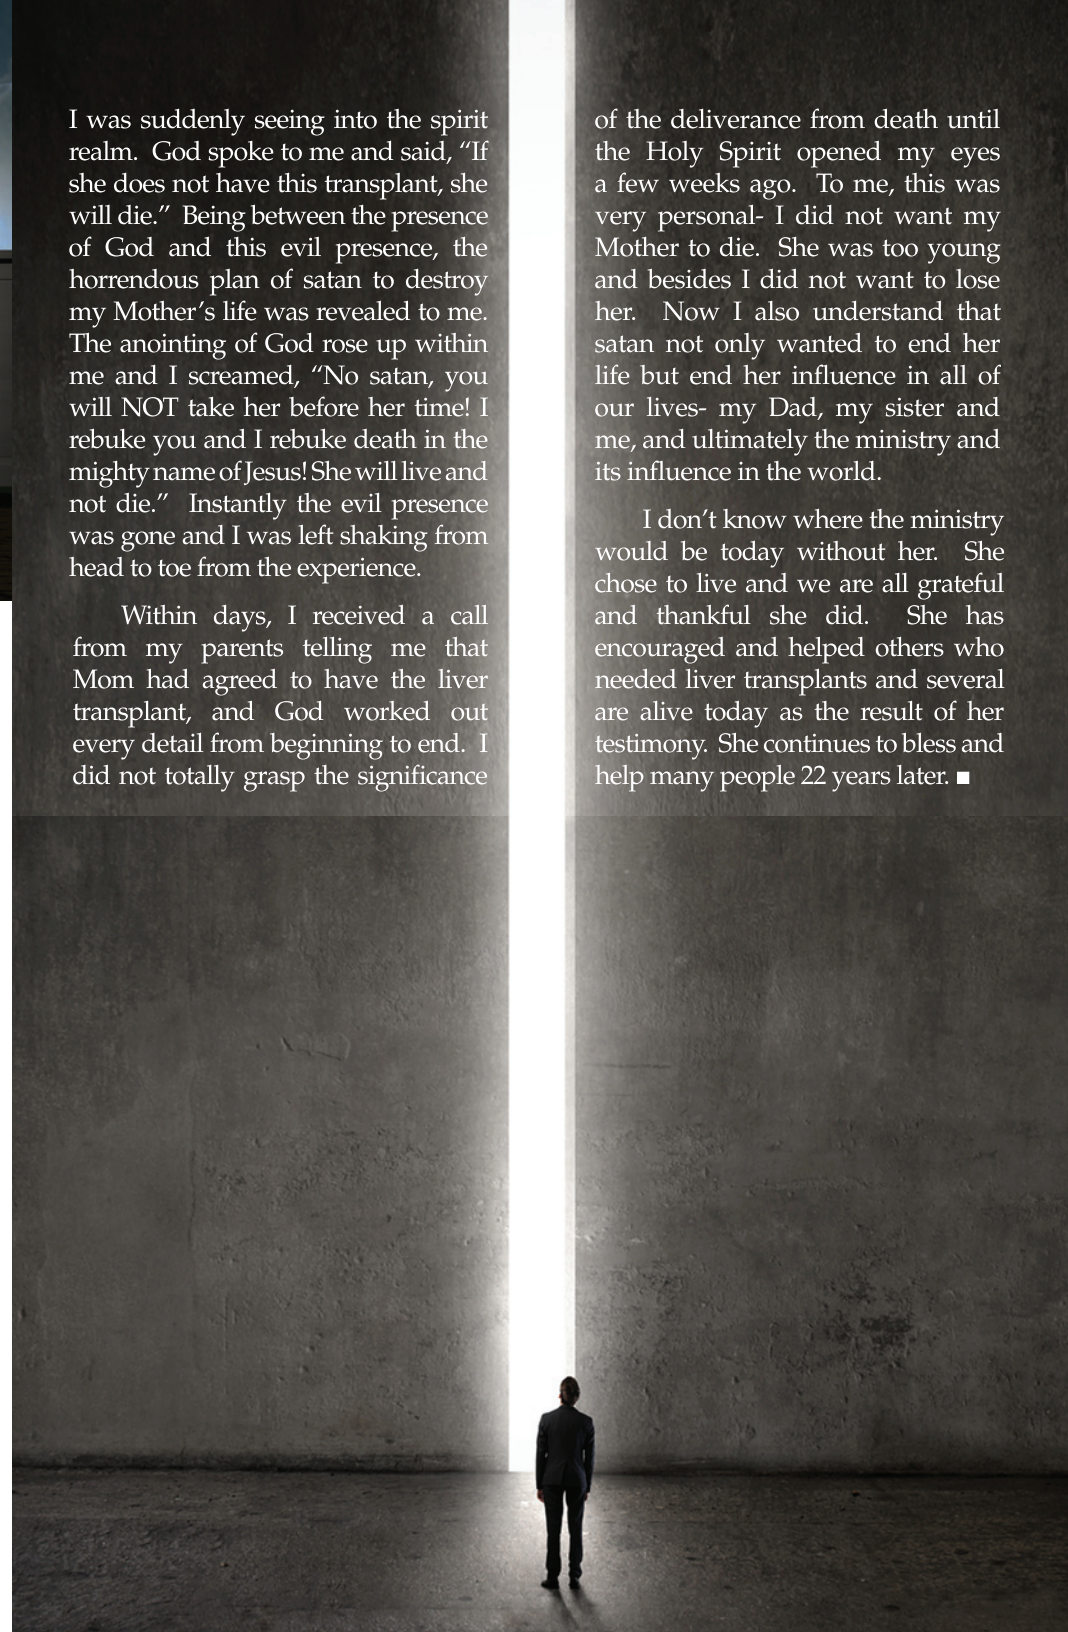 I was suddenly seeing into the spirit
realm.  God spoke to me and said, “If
she does not have this transplant, she
will die.”  Being between the presence
of God and this evil presence, the
horrendous plan of satan to destroy
my Mother’s life was revealed to me.
The anointing of God rose up within
me and I screamed, “No satan, you
will NOT take her before her time! I
rebuke you and I rebuke death in the
mighty name of Jesus! She will live and
not die.”  Instantly the evil presence
was gone and I was left shaking from
head to toe from the experience.
Within days, I received a call
from my parents telling me that
Mom had agreed to have the liver
transplant, and God worked out
every detail from beginning to end.  I
did not totally grasp the significance
of the deliverance from death until
the Holy Spirit opened my eyes
a few weeks ago.  To me, this was
very personal- I did not want my
Mother to die.  She was too young
and besides I did not want to lose
her.  Now I also understand that
satan not only wanted to end her
life but end her influence in all of
our lives- my Dad, my sister and
me, and ultimately the ministry and
its influence in the world.
I don’t know where the ministry
would be today without her.  She
chose to live and we are all grateful
and thankful she did.  She has
encouraged and helped others who
needed liver transplants and several
are alive today as the result of her
testimony.  She continues to bless and
help many people 22 years later. ■